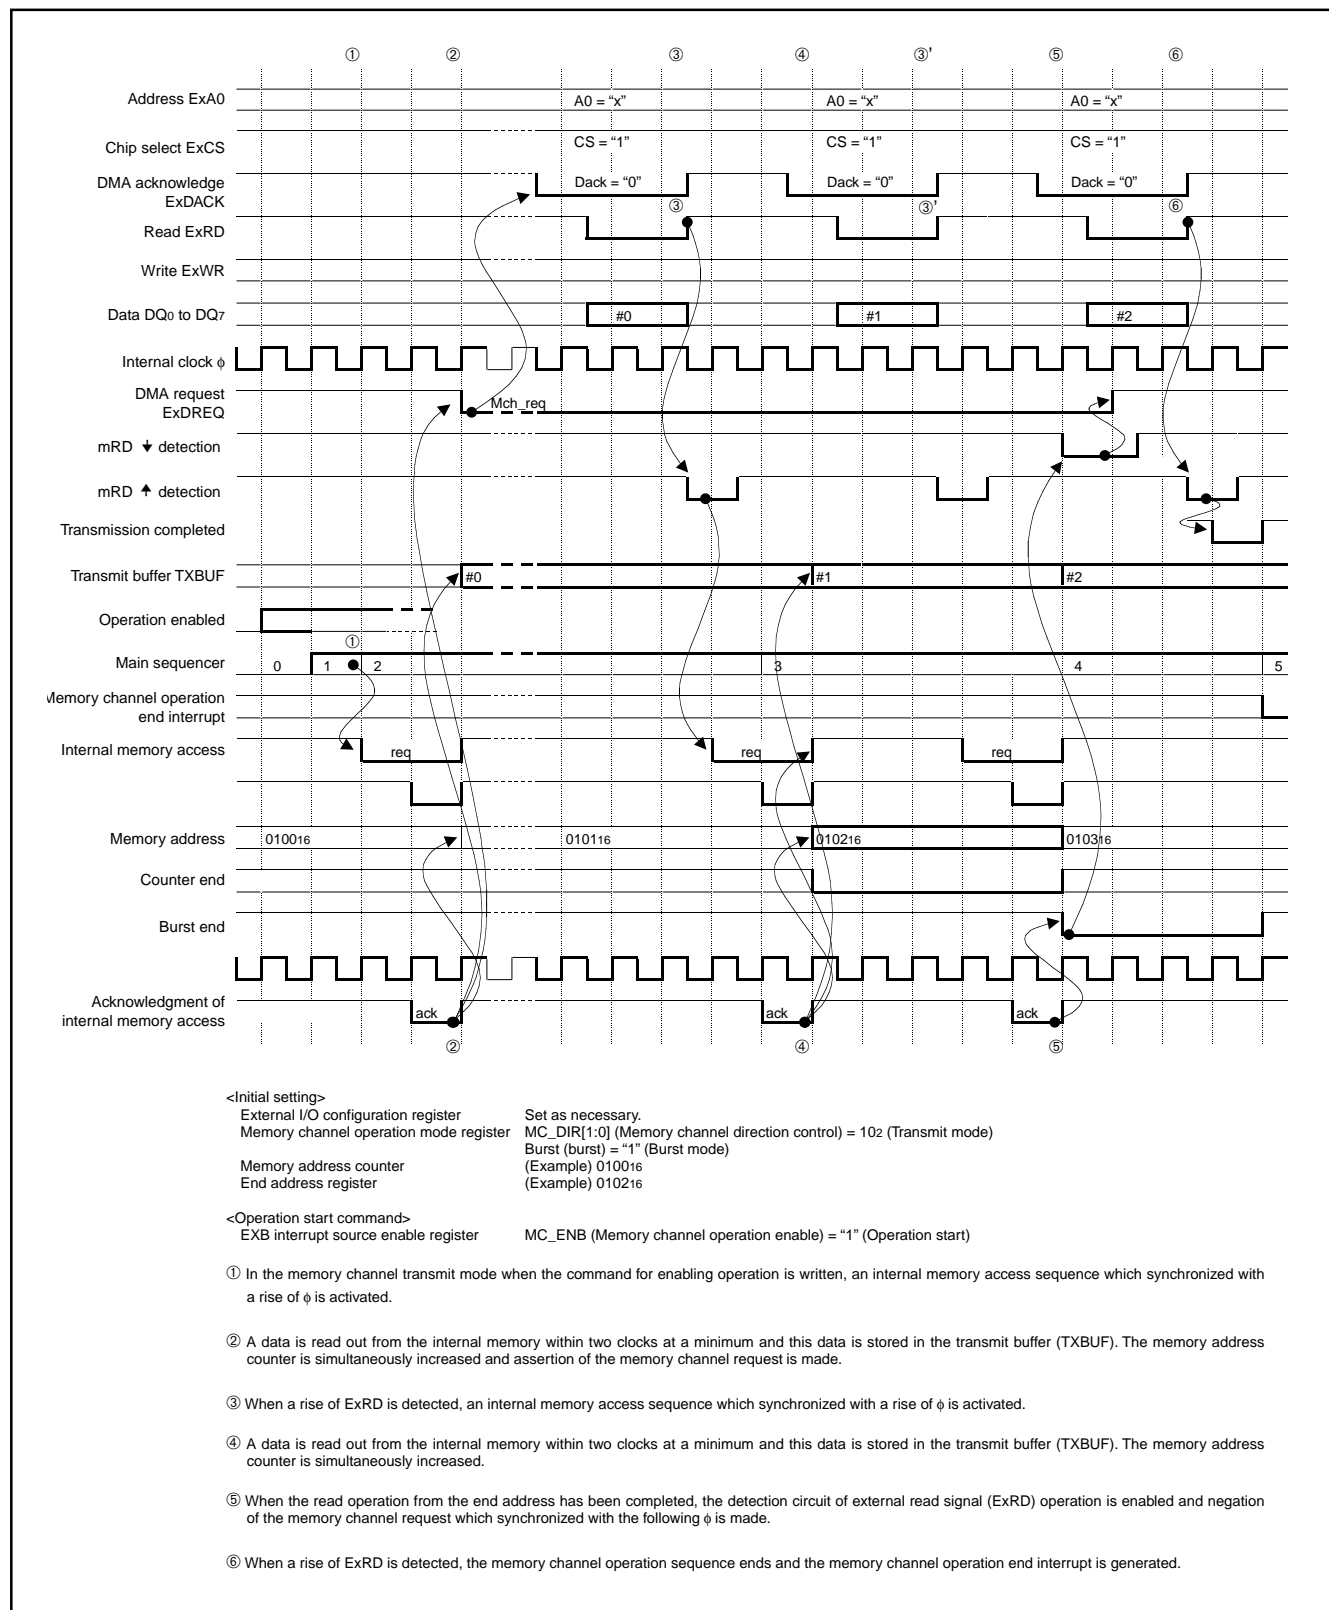 ① ② ③ ④ ③’ ⑤ ⑥
Address ExA0 A0 = “x” A0 = “x” A0 = “x”
Chip select ExCS CS = “1” CS = “1” CS = “1”
DMA acknowledge
ExDACK Dack = “0” Dack = “0” Dack = “0”
③ ③’ ⑥
Read ExRD
Write ExWR
Data DQ0 to DQ7 #0 #1 #2
Internal clock ϕ
DMA request
ExDREQ Mch_req
mRD ↓ detection
mRD ↑ detection
Transmission completed
Transmit buffer TXBUF #0 #1 #2
Operation enabled
①
Main sequencer 0 1 2 3 4 5
Memory channel operation
end interrupt
Internal memory access req req req
Memory address 010016 010116 010216 010316
Counter end
Burst end
Acknowledgment of
internal memory access ack ack ack
② ④ ⑤
<Initial setting>
External I/O configuration register Set as necessary.
Memory channel operation mode register MC_DIR[1:0] (Memory channel direction control) = 102 (Transmit mode)
Burst (burst) = “1” (Burst mode)
Memory address counter (Example) 010016
End address register (Example) 010216
<Operation start command>
EXB interrupt source enable register MC_ENB (Memory channel operation enable) = “1” (Operation start)
① In the memory channel transmit mode when the command for enabling operation is written, an internal memory access sequence which synchronized with
a rise of ϕ is activated.
② A data is read out from the internal memory within two clocks at a minimum and this data is stored in the transmit buffer (TXBUF). The memory address
counter is simultaneously increased and assertion of the memory channel request is made.
③ When a rise of ExRD is detected, an internal memory access sequence which synchronized with a rise of ϕ is activated.
④ A data is read out from the internal memory within two clocks at a minimum and this data is stored in the transmit buffer (TXBUF). The memory address
counter is simultaneously increased.
⑤ When the read operation from the end address has been completed, the detection circuit of external read signal (ExRD) operation is enabled and negation
of the memory channel request which synchronized with the following ϕ is made.
⑥ When a rise of ExRD is detected, the memory channel operation sequence ends and the memory channel operation end interrupt is generated.